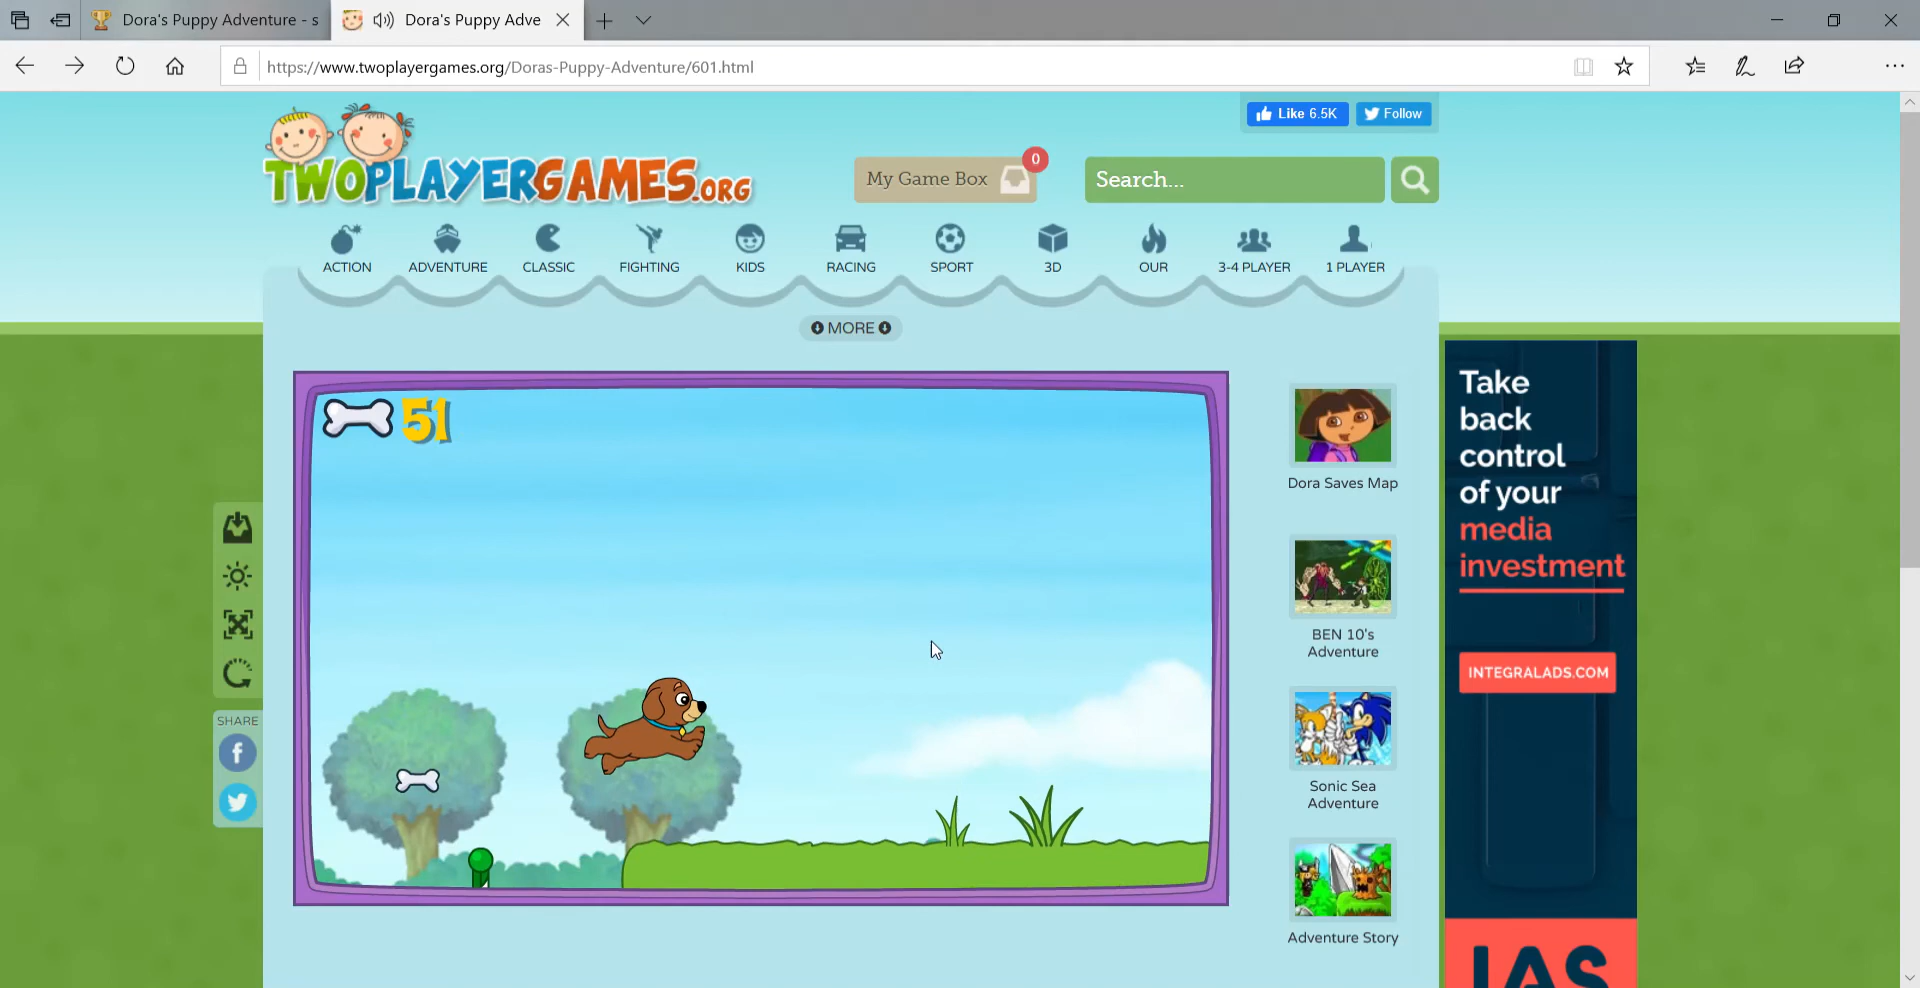 Dora's Puppy Adventure - s
Dora's Puppy Adve
https://www.twoplayergames.org/Doras-Puppy-Adventure/601.html
Like 6.5K
Follow
TWOPLAYERGAMES.ORG
My Game Box
0
Search...
ACTION
ADVENTURE
CLASSIC
FIGHTING
KIDS
RACING
SPORT
3D
OUR
3-4 PLAYER
1 PLAYER
MORE
51
Dora Saves Map
BEN 10's
Adventure
Sonic Sea
Adventure
Adventure Story
SHARE
Take
back
control
of your
media
investment
INTEGRALADS.COM
IAS